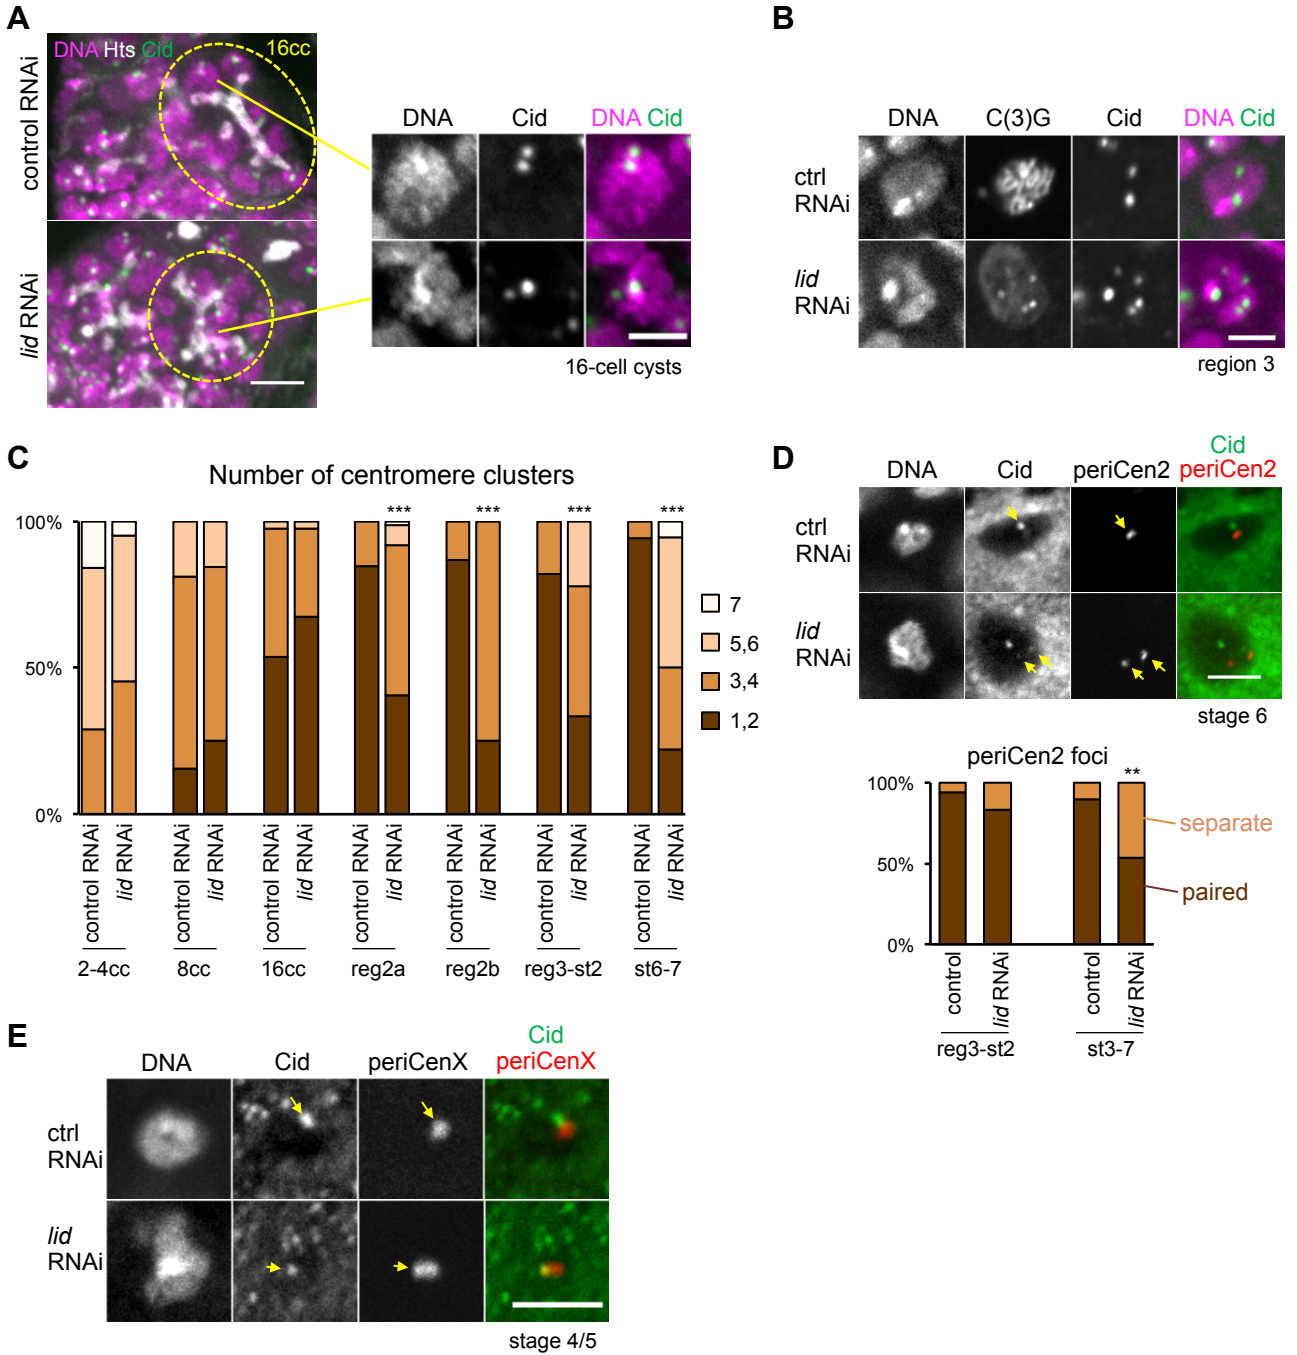 A
control RNAi
lid RNAi
DNA Hts Cid
16cc
DNA
Cid
DNA Cid
16-cell cysts
B
DNA
C(3)G
Cid
DNA Cid
ctrl
RNAi
lid
RNAi
region 3
C
Number of centromere clusters
100%
50%
0%
***
***
***
***
7
5,6
3,4
1,2
control RNAi
lid RNAi
control RNAi
lid RNAi
control RNAi
lid RNAi
control RNAi
lid RNAi
control RNAi
lid RNAi
control RNAi
lid RNAi
control RNAi
lid RNAi
2-4cc
8cc
16cc
reg2a
reg2b
reg3-st2
st6-7
D
DNA
Cid
periCen2
Cid
periCen2
ctrl
RNAi
lid
RNAi
stage 6
periCen2 foci
100%
50%
0%
**
separate
paired
control
lid RNAi
control
lid RNAi
reg3-st2
st3-7
E
DNA
Cid
periCenX
Cid
periCenX
ctrl
RNAi
lid
RNAi
stage 4/5